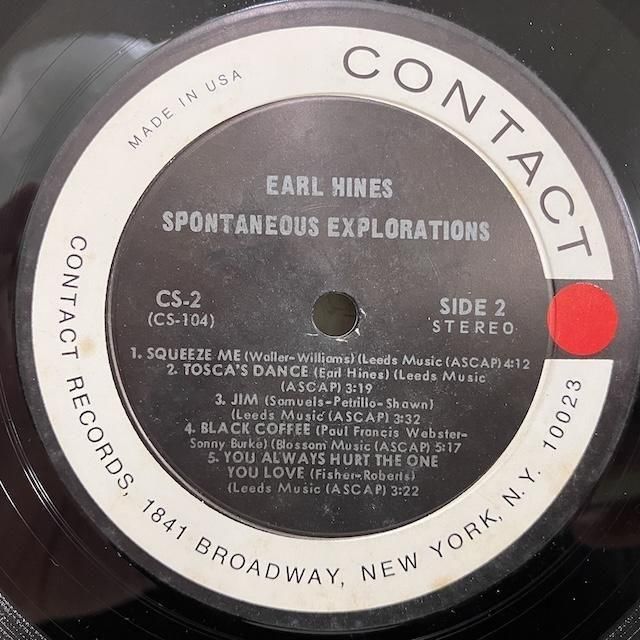 CONTACT
MADE IN USA
EARL HINES
SPONTANEOUS EXPLORATIONS
CS-2
(CS-104)
SIDE 2
STEREO
1. SQUEEZE ME (Waller-Williams) (Leeds Music (ASCAP) 4:12
2. TOSCA'S DANCE (Earl Hines) (Leeds Music
(ASCAP) 3:19
3. JIM (Samuels-Petrillo-Shawn)
(Leeds Music (ASCAP) 3:32
4. BLACK COFFEE (Paul Francis Webster-
Sonny Burke) (Blossom Music (ASCAP) 5:17
5. YOU ALWAYS HURT THE ONE
YOU LOVE (Fisher-Roberts)
(Leeds Music (ASCAP) 3:22
CONTACT RECORDS, 1841 BROADWAY, NEW YORK, N.Y. 10023